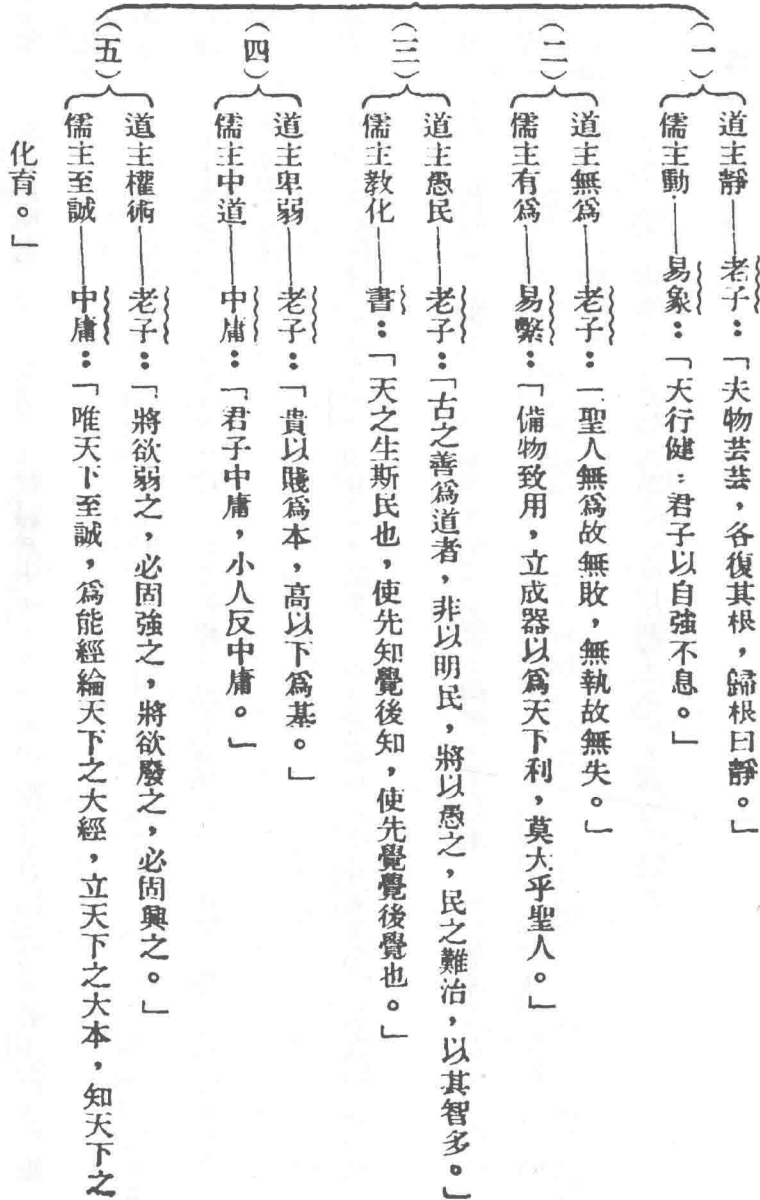 (一)
道主靜——老子：「夫物芸芸，各復其根，歸根曰靜。」
儒主動——易象：「天行健：君子以自強不息。」
(二)
道主無爲——老子：「聖人無爲故無敗，無執故無失。」
儒主有爲——易繫：「備物致用，立成器以爲天下利，莫大乎聖人。」
(三)
道主愚民——老子：「古之善爲道者，非以明民，將以愚之，民之難治，以其智多。」
儒主教化——書：「天之生斯民也，使先知覺後知，使先覺覺後覺也。」
(四)
道主卑弱——老子：「貴以賤爲本，高以下爲基。」
儒主中道——中庸：「君子中庸，小人反中庸。」
(五)
道主權術——老子：「將欲弱之，必固強之，將欲廢之，必固興之。」
儒主至誠——中庸：「唯天下至誠，爲能經綸天下之大經，立天下之大本，知天下之
化育。」